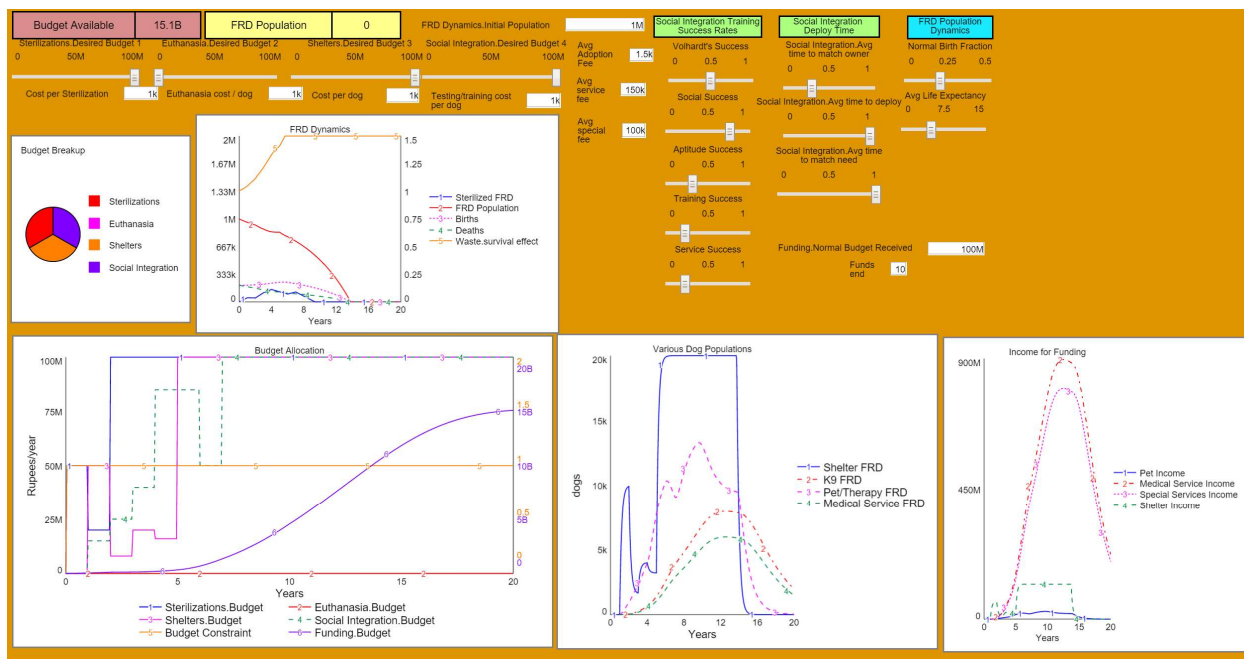 Budget Available 15.1B
FRD Population 0
FRD Dynamics.Initial Population 1M
Sterilizations.Desired Budget 1
0 50M 100M
Cost per Sterilization 1k
Euthanasia.Desired Budget 2
0 50M 100M
Euthanasia cost / dog 1k
Shelters.Desired Budget 3
0 50M 100M
Cost per dog 1k
Social Integration.Desired Budget 4
0 50M 100M
Testing/training cost
per dog 1k
Avg
Adoption
Fee 1.5k
Avg
service
fee 150k
Avg
special
fee 100k
Social Integration Training
Success Rates
Volhardt's Success
0 0.5 1
Social Success
0 0.5 1
Aptitude Success
0 0.5 1
Training Success
0 0.5 1
Service Success
0 0.5 1
Social Integration
Deploy Time
Social Integration.Avg
time to match owner
0 0.5 1
Social Integration.Avg time to deploy
0 0.5 1
Social Integration.Avg time
to match need
0 0.5 1
FRD Population
Dynamics
Normal Birth Fraction
0 0.25 0.5
Avg Life Expectancy
0 7.5 15
Funding.Normal Budget Received 100M
Funds
end 10
Budget Breakup
Sterilizations
Euthanasia
Shelters
Social Integration
FRD Dynamics
2M
1.67M
1.33M
1M
667k
333k
0
1.5
1.25
1
0.75
0.5
0.25
0
0 4 8 12 16 20
Years
1 Sterilized FRD
2 FRD Population
3 Births
4 Deaths
5 Waste.survival effect
Budget Allocation
100M
75M
50M
25M
0
Rupees/year
2
20B
1.5
15B
1
10B
0.5
5B
0
0
0 5 10 15 20
Years
1 Sterilizations.Budget
2 Euthanasia.Budget
3 Shelters.Budget
4 Social Integration.Budget
5 Budget Constraint
6 Funding.Budget
Various Dog Populations
20k
15k
10k
5k
0
dogs
0 5 10 15 20
Years
1 Shelter FRD
2 K9 FRD
3 Pet/Therapy FRD
4 Medical Service FRD
Income for Funding
900M
450M
0
0 5 10 15 20
Years
1 Pet Income
2 Medical Service Income
3 Special Services Income
4 Shelter Income